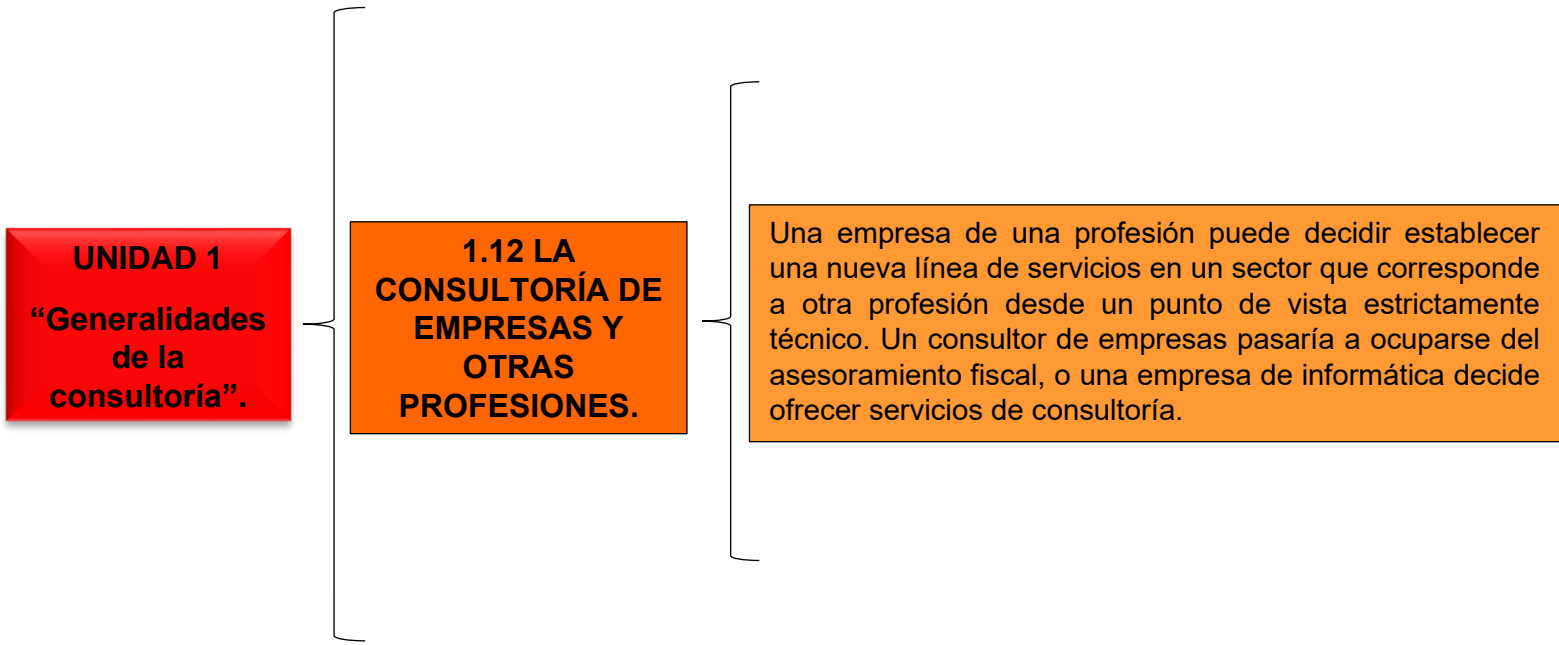 UNIDAD 1
“Generalidades
de la
consultoría”.
1.12 LA
CONSULTORÍA DE
EMPRESAS Y
OTRAS
PROFESIONES.
Una empresa de una profesión puede decidir establecer
una nueva línea de servicios en un sector que corresponde
a otra profesión desde un punto de vista estrictamente
técnico. Un consultor de empresas pasaría a ocuparse del
asesoramiento fiscal, o una empresa de informática decide
ofrecer servicios de consultoría.